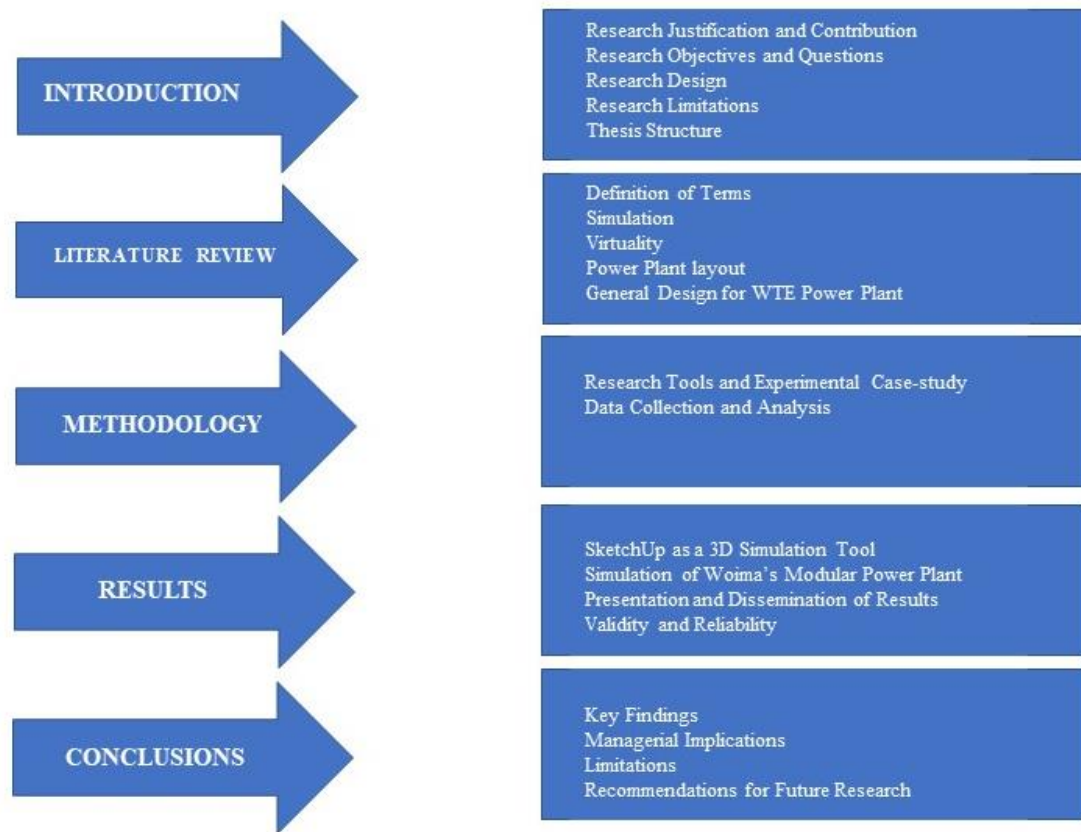 INTRODUCTION
Research Justification and Contribution
Research Objectives and Questions
Research Design
Research Limitations
Thesis Structure
LITERATURE REVIEW
Definition of Terms
Simulation
Virtuality
Power Plant layout
General Design for WTE Power Plant
METHODOLOGY
Research Tools and Experimental Case-study
Data Collection and Analysis
RESULTS
SketchUp as a 3D Simulation Tool
Simulation of Woima's Modular Power Plant
Presentation and Dissemination of Results
Validity and Reliability
CONCLUSIONS
Key Findings
Managerial Implications
Limitations
Recommendations for Future Research